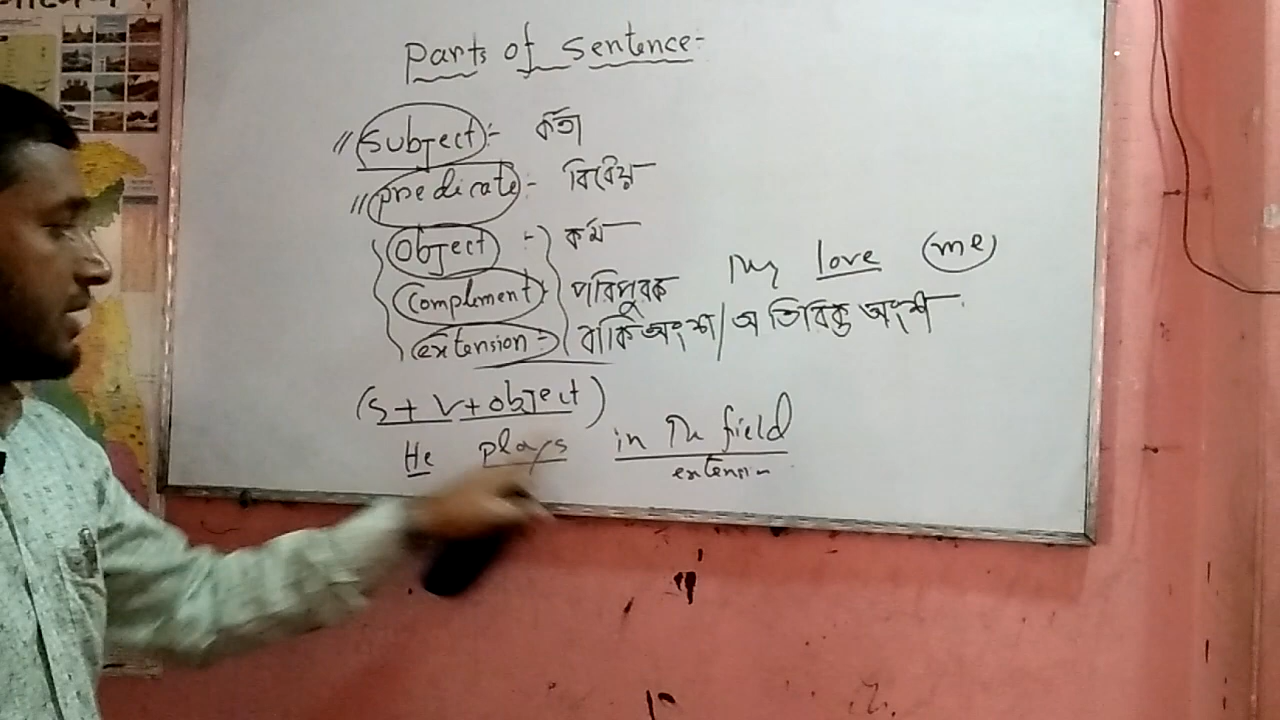 Parts of Sentence:-
// Subject :- কর্তা
// predicate :- বিধেয়
Object :- কর্ম
Complement : পরিপুরক
They love me
extension :- বাকি অংশ / অতিরিক্ত অংশ
(S + V + object)
He plays in The field
extension